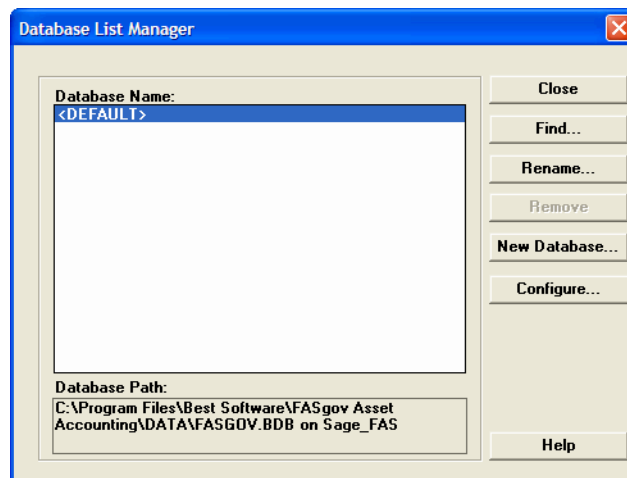 Database List Manager
Database Name:
<DEFAULT>
Close
Find...
Rename...
Remove
New Database...
Configure...
Database Path:
C:\Program Files\Best Software\FASgov Asset
Accounting\DATA\FASGOV.BDB on Sage_FAS
Help